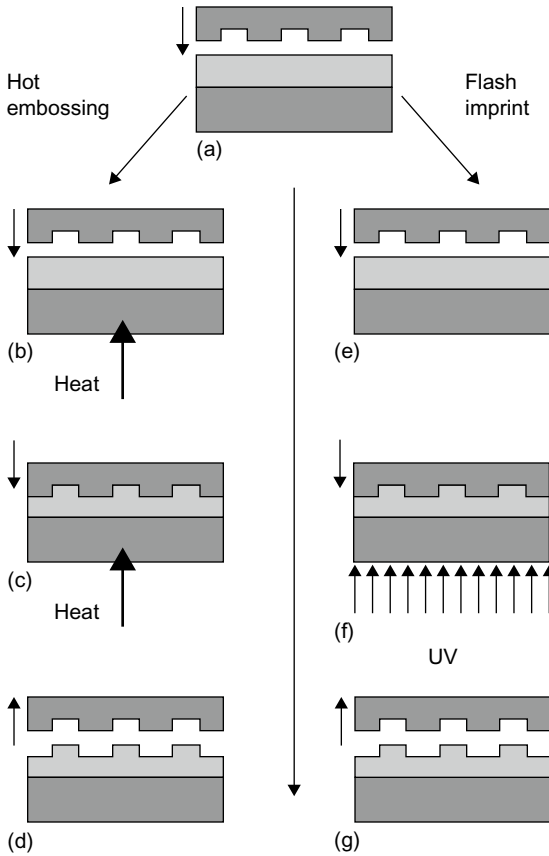 Hot
embossing
Flash
imprint
(a)
(b)
Heat
(e)
(c)
Heat
(f)
UV
(d)
(g)